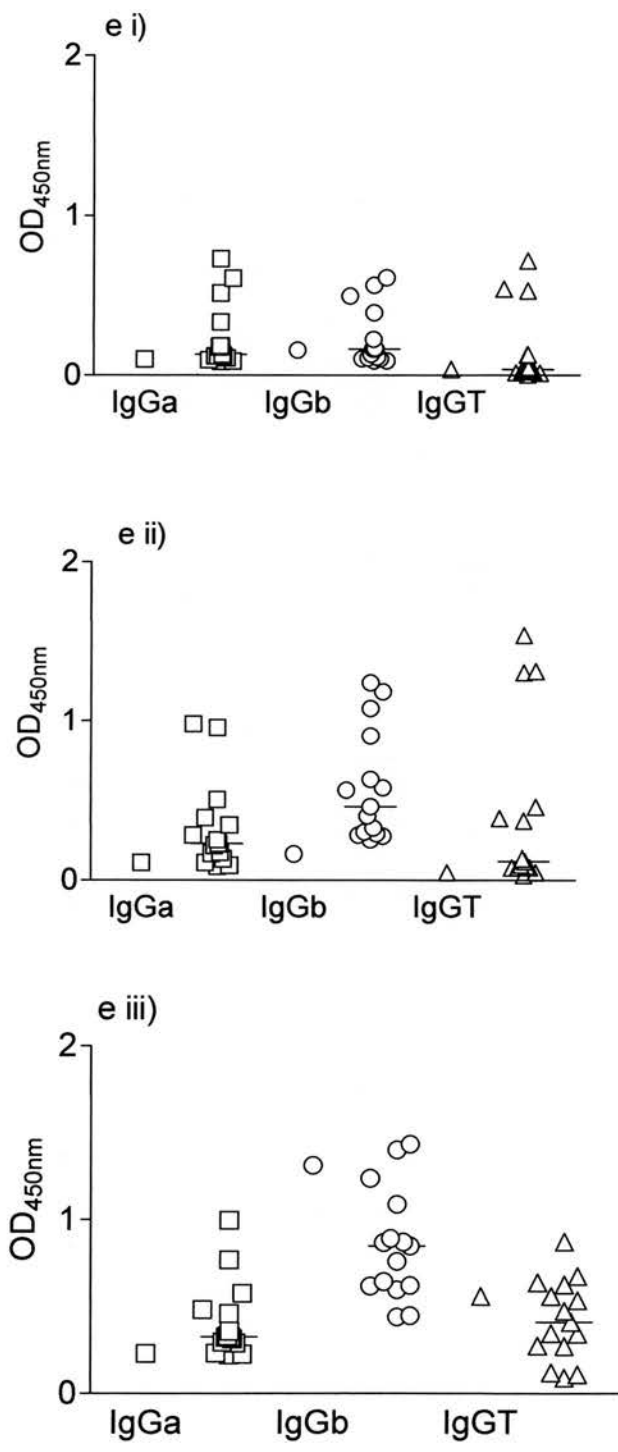 e i)
2
1
0
OD450nm
IgGa IgGb IgGT
e ii)
2
1
0
OD450nm
IgGa IgGb IgGT
e iii)
2
1
0
OD450nm
IgGa IgGb IgGT